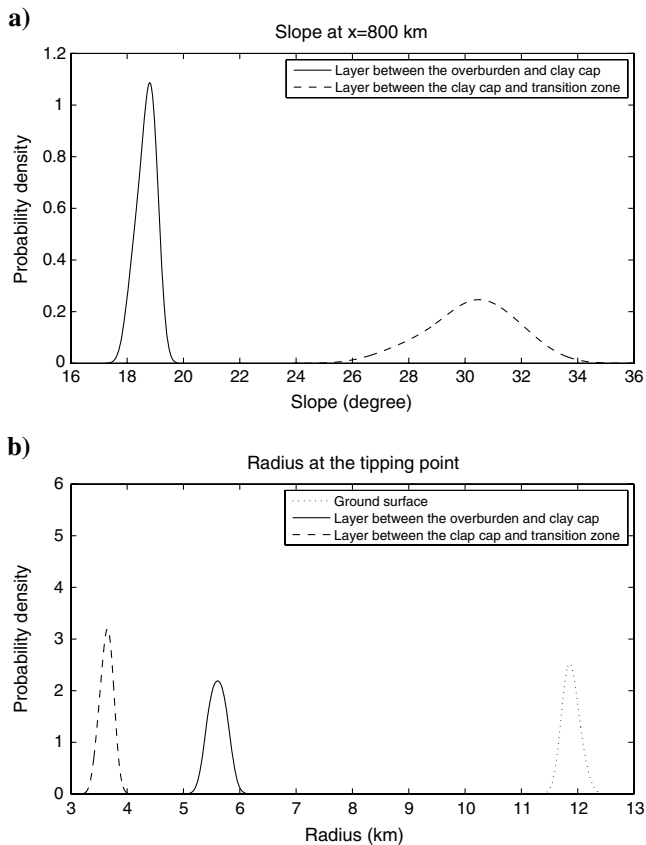 a)
Slope at x=800 km
1.2
1
0.8
0.6
0.4
0.2
0
Probability density
Layer between the overburden and clay cap
Layer between the clay cap and transition zone
16 18 20 22 24 26 28 30 32 34 36
Slope (degree)
b)
Radius at the tipping point
6
5
4
3
2
1
0
Probability density
Ground surface
Layer between the overburden and clay cap
Layer between the clap cap and transition zone
3 4 5 6 7 8 9 10 11 12 13
Radius (km)